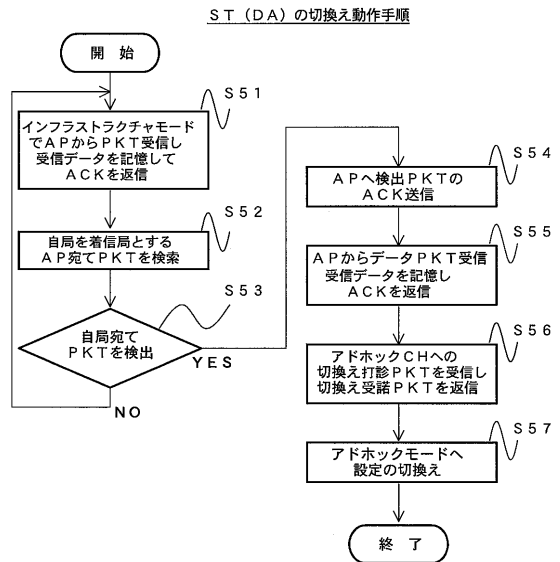 ST(DA)の切換え動作手順
開 始
S51
インフラストラクチャモード
でAPからPKT受信し
受信データを記憶して
ACKを返信
S52
自局を着信局とする
AP宛てPKTを検索
S53
自局宛て
PKTを検出
YES
NO
S54
APへ検出PKTの
ACK送信
S55
APからデータPKT受信
受信データを記憶し
ACKを返信
S56
アドホックCHへの
切換え打診PKTを受信し
切換え受諾PKTを返信
S57
アドホックモードへ
設定の切換え
終 了